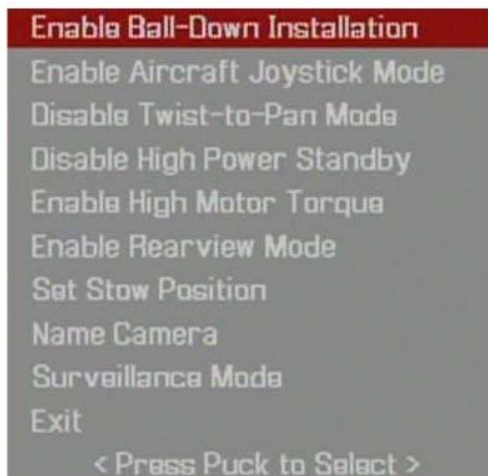 Enable Ball-Down Installation
Enable Aircraft Joystick Mode
Disable Twist-to-Pan Mode
Disable High Power Standby
Enable High Motor Torque
Enable Rearview Mode
Set Stow Position
Name Camera
Surveillance Mode
Exit
< Press Puck to Select >